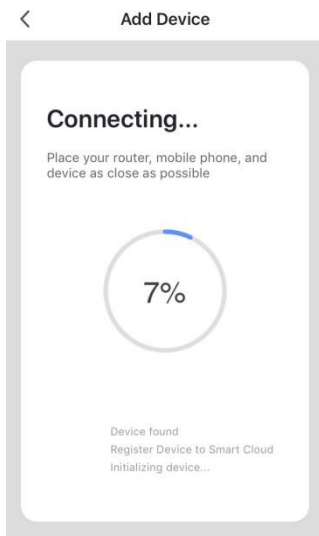 Add Device
Connecting...
Place your router, mobile phone, and
device as close as possible
7%
Device found
Register Device to Smart Cloud
Initializing device...